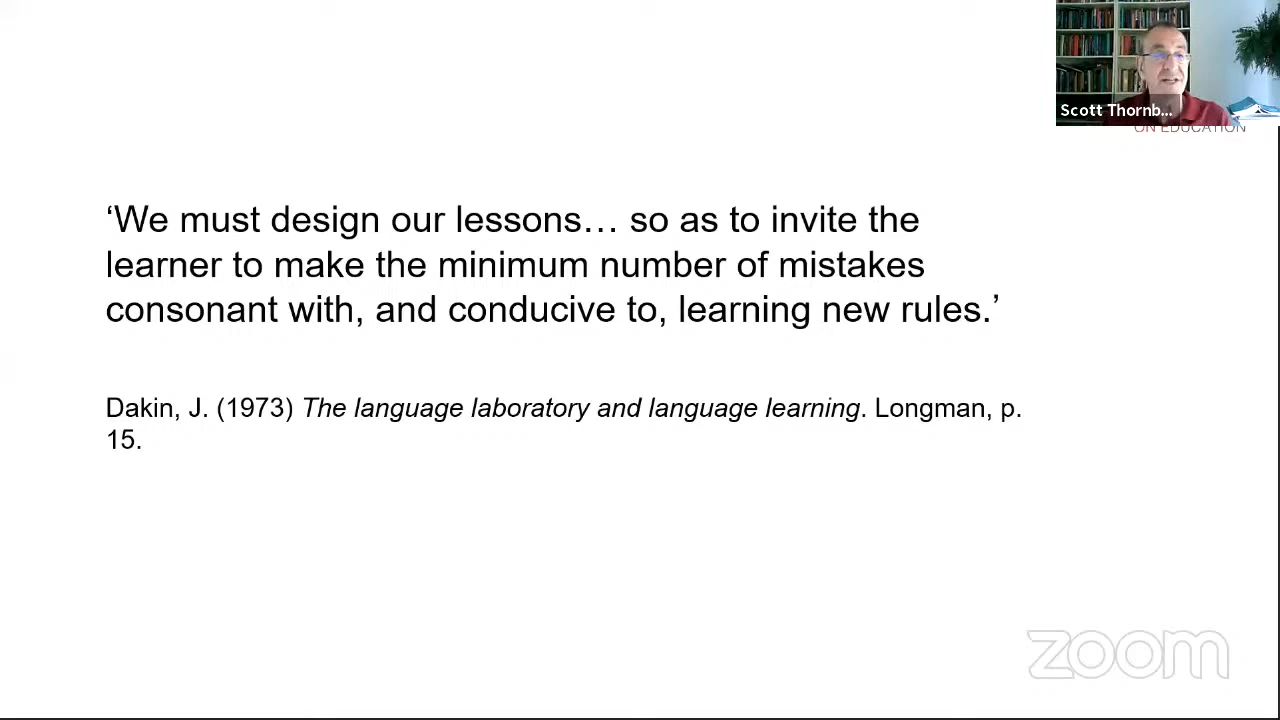 Scott Thornb...
ON EDUCATION
‘We must design our lessons… so as to invite the
learner to make the minimum number of mistakes
consonant with, and conducive to, learning new rules.’
Dakin, J. (1973) The language laboratory and language learning. Longman, p.
15.
zoom